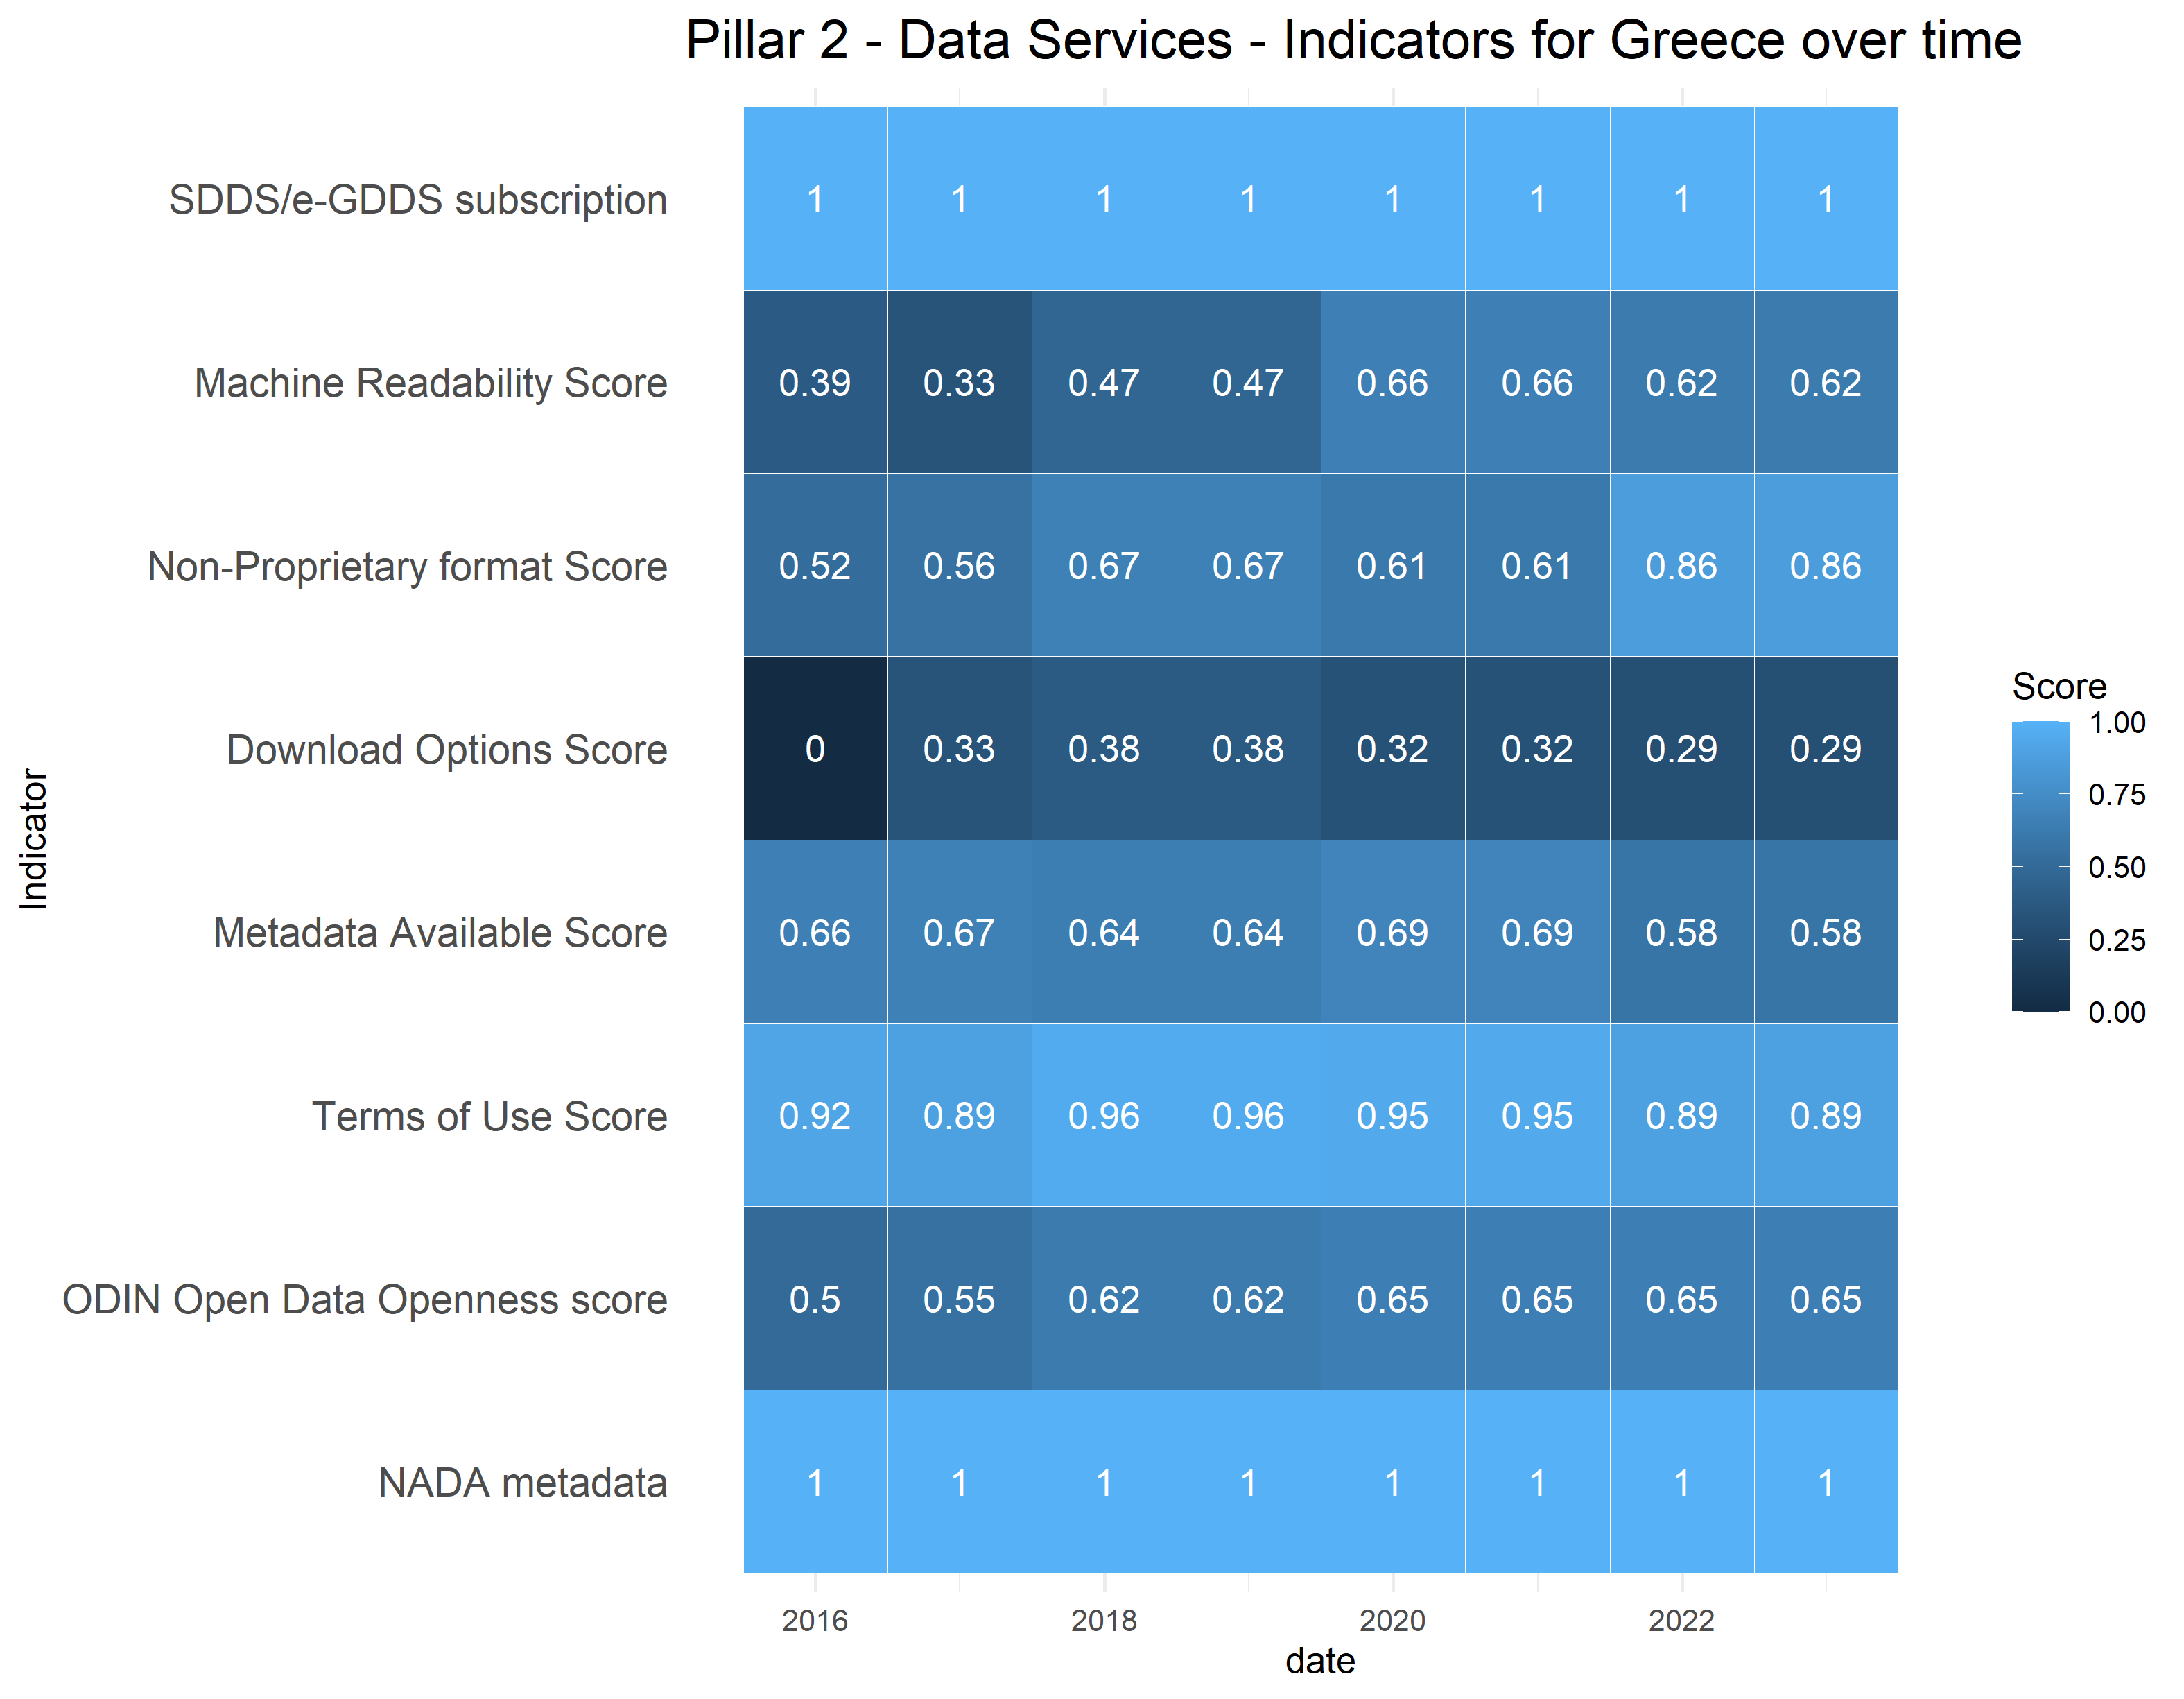 Pillar 2 - Data Services - Indicators for Greece over time
Indicator
SDDS/e-GDDS subscription 1 1 1 1 1 1 1 1
Machine Readability Score 0.39 0.33 0.47 0.47 0.66 0.66 0.62 0.62
Non-Proprietary format Score 0.52 0.56 0.67 0.67 0.61 0.61 0.86 0.86
Download Options Score 0 0.33 0.38 0.38 0.32 0.32 0.29 0.29
Metadata Available Score 0.66 0.67 0.64 0.64 0.69 0.69 0.58 0.58
Terms of Use Score 0.92 0.89 0.96 0.96 0.95 0.95 0.89 0.89
ODIN Open Data Openness score 0.5 0.55 0.62 0.62 0.65 0.65 0.65 0.65
NADA metadata 1 1 1 1 1 1 1 1
2016 2018 2020 2022
date
Score
1.00
0.75
0.50
0.25
0.00